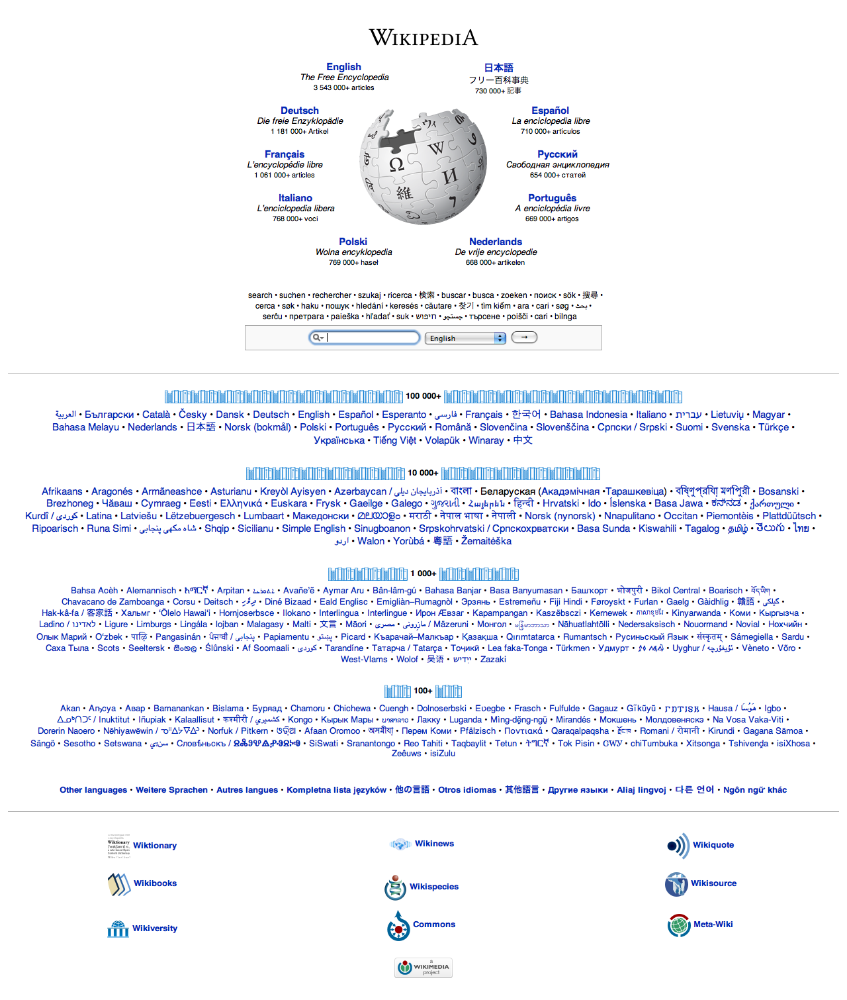 WIKIPEDIA
English
The Free Encyclopedia
3 543 000+ articles
日本語
フリー百科事典
730 000+ 記事
Deutsch
Die freie Enzyklopädie
1 181 000+ Artikel
Español
La enciclopedia libre
710 000+ artículos
Français
L'encyclopédie libre
1 061 000+ articles
Русский
Свободная энциклопедия
654 000+ статей
Italiano
L'enciclopedia libera
768 000+ voci
Português
A enciclopédia livre
669 000+ artigos
Polski
Wolna encyklopedia
769 000+ haseł
Nederlands
De vrije encyclopedie
668 000+ artikelen
Ω W И 維 ウィ 7
search • suchen • rechercher • szukaj • ricerca • 検索 • buscar • busca • zoeken • поиск • sök • 搜尋 •
cerca • søk • haku • пошук • hledání • keresés • căutare • 찾기 • tìm kiếm • ara • cari • søg • بحث •
serĉu • претрага • paieška • hľadať • suk • חיפוש • جستجو • търсене • poišči • cari • bilnga
English →
100 000+
العربية • Български • Català • Česky • Dansk • Deutsch • English • Español • Esperanto • فارسی • Français • 한국어 • Bahasa Indonesia • Italiano • עברית • Lietuvių • Magyar •
Bahasa Melayu • Nederlands • 日本語 • Norsk (bokmål) • Polski • Português • Русский • Română • Slovenčina • Slovenščina • Српски / Srpski • Suomi • Svenska • Türkçe •
Українська • Tiếng Việt • Volapük • Winaray • 中文
10 000+
Afrikaans • Aragonés • Armãneashce • Asturianu • Kreyòl Ayisyen • Azərbaycan / آذربايجان ديلی • বাংলা • Беларуская (Акадэмічная •Тарашкевіца) • বিষ্ণুপ্রিয়া মণিপুরী • Bosanski •
Brezhoneg • Чӑваш • Cymraeg • Eesti • Ελληνικά • Euskara • Frysk • Gaeilge • Galego • ગુજરાતી • Հայերեն • हिन्दी • Hrvatski • Ido • Íslenska • Basa Jawa • ಕನ್ನಡ • ქართული •
Kurdî / كوردی • Latina • Latviešu • Lëtzebuergesch • Lumbaart • Македонски • മലയാളം • मराठी • नेपाल भाषा • नेपाली • Norsk (nynorsk) • Nnapulitano • Occitan • Piemontèis • Plattdüütsch •
Ripoarisch • Runa Simi • شاہ مکھی پنجابی • Shqip • Sicilianu • Simple English • Sinugboanon • Srpskohrvatski / Српскохрватски • Basa Sunda • Kiswahili • Tagalog • தமிழ் • తెలుగు • ไทย •
اردو • Walon • Yorùbá • 粵語 • Žemaitėška
1 000+
Bahsa Acèh • Alemannisch • አማርኛ • Arpitan • ܐܬܘܪܝܐ • Avañe'ẽ • Aymar Aru • Bân-lâm-gú • Bahasa Banjar • Basa Banyumasan • Башҡорт • भोजपुरी • Bikol Central • Boarisch • བོད་ཡིག •
Chavacano de Zamboanga • Corsu • Deitsch • ދިވެހި • Diné Bizaad • Eald Englisc • Emigliàn–Rumagnòl • Эрзянь • Estremeñu • Fiji Hindi • Føroyskt • Furlan • Gaelg • Gàidhlig • 贛語 • گیلکی •
Hak-kâ-fa / 客家話 • Хальмг • ʻŌlelo Hawaiʻi • Hornjoserbsce • Ilokano • Interlingua • Interlingue • Ирон Æвзаг • Kapampangan • Kaszëbsczi • Kernewek • ភាសាខ្មែរ • Kinyarwanda • Коми • Кыргызча •
Ladino / לאדינו • Ligure • Limburgs • Lingála • lojban • Malagasy • Malti • 文言 • Māori • مصرى • مازِرونی / Mäzeruni • Монгол • မြန်မာဘာသာ • Nāhuatlahtōlli • Nedersaksisch • Nouormand • Novial • Нохчийн •
Олык Марий • O‘zbek • पाऴि • Pangasinán • ਪੰਜਾਬੀ / پنجابی • Papiamentu • پښتو • Picard • Къарачай–Малкъар • Қазақша • Qırımtatarca • Rumantsch • Русиньскый Язык • संस्कृतम् • Sámegiella • Sardu •
Саха Тыла • Scots • Seeltersk • සිංහල • Ślůnski • Af Soomaali • كوردی • Tarandíne • Татарча / Tatarça • Тоҷикӣ • Lea faka-Tonga • Türkmen • Удмурт • ᨅᨔ ᨕᨘᨁᨗ • Uyghur / ئۇيغۇرچه • Vèneto • Võro •
West-Vlams • Wolof • 吴语 • ייִדיש • Zazaki
100+
Akan • Аҧсуа • Авар • Bamanankan • Bislama • Буряад • Chamoru • Chichewa • Cuengh • Dolnoserbski • Eʋegbe • Frasch • Fulfulde • Gagauz • Gĩkũyũ • 𐌲𐌿𐍄𐌹𐍃𐌺 • Hausa / هَوُسَا • Igbo •
ᐃᓄᒃᑎᑐᑦ / Inuktitut • Iñupiak • Kalaallisut • कश्मीरी / كشميري • Kongo • Кырык Мары • ພາສາລາວ • Лакку • Luganda • Mìng-dĕ̤ng-ngṳ̄ • Mirandés • Мокшень • Молдовеняскэ • Na Vosa Vaka-Viti •
Dorerin Naoero • Nēhiyawēwin / ᓀᐦᐃᔭᐍᐏᐣ • Norfuk / Pitkern • ଓଡ଼ିଆ • Afaan Oromoo • অসমীয়া • Перем Коми • Pfälzisch • Ποντιακά • Qaraqalpaqsha • རྫོང་ཁ • Romani / रोमानी • Kirundi • Gagana Sāmoa •
Sängö • Sesotho • Setswana • سنڌي • Словѣ́ньскъ / ⰔⰎⰑⰂⰡⰐⰠⰔⰍⰟ • SiSwati • Sranantongo • Reo Tahiti • Taqbaylit • Tetun • ትግርኛ • Tok Pisin • ᏣᎳᎩ • chiTumbuka • Xitsonga • Tshivenḓa • isiXhosa •
Zeêuws • isiZulu
Other languages • Weitere Sprachen • Autres langues • Kompletna lista języków • 他の言語 • Otros idiomas • 其他語言 • Другие языки • Aliaj lingvoj • 다른 언어 • Ngôn ngữ khác
Wiktionary
Wikinews
Wikiquote
Wikibooks
Wikispecies
Wikisource
Wikiversity
Commons
Meta-Wiki
a
WIKIMEDIA
project